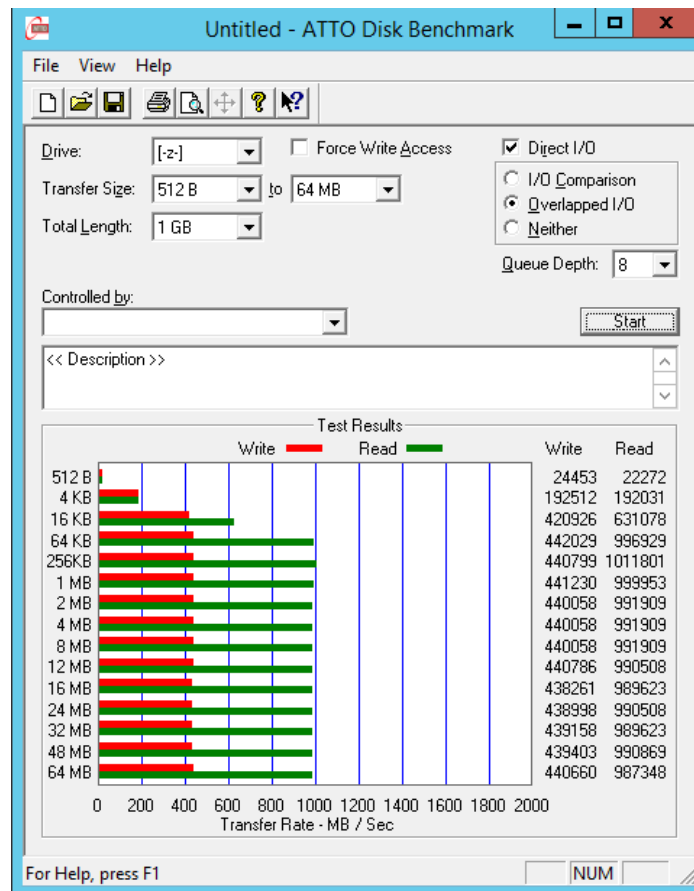 Untitled - ATTO Disk Benchmark
File View Help
Drive: [-z-] Force Write Access Direct I/O
Transfer Size: 512 B to 64 MB I/O Comparison
Overlapped I/O
Total Length: 1 GB Neither
Queue Depth: 8
Controlled by:
Start
<< Description >>
Test Results
Write Read Write Read
512 B 24453 22272
4 KB 192512 192031
16 KB 420926 631078
64 KB 442029 996929
256KB 440799 1011801
1 MB 441230 999953
2 MB 440058 991909
4 MB 440058 991909
8 MB 440058 991909
12 MB 440786 990508
16 MB 438261 989623
24 MB 438998 990508
32 MB 439158 989623
48 MB 439403 990869
64 MB 440660 987348
0 200 400 600 800 1000 1200 1400 1600 1800 2000
Transfer Rate - MB / Sec
For Help, press F1 NUM